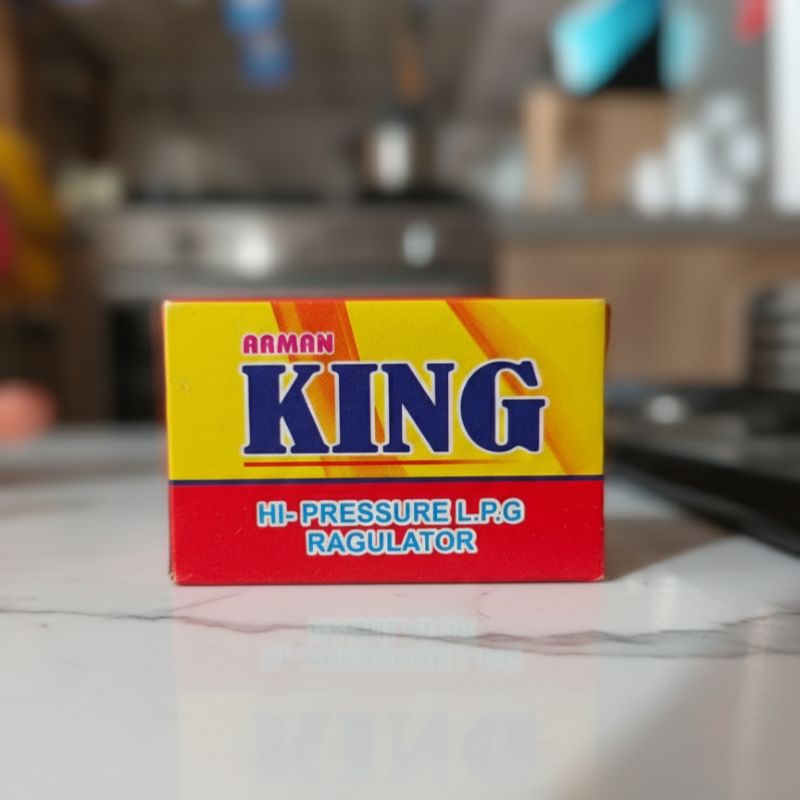 ARMAN
KING
HI-PRESSURE L.P.G
RAGULATOR